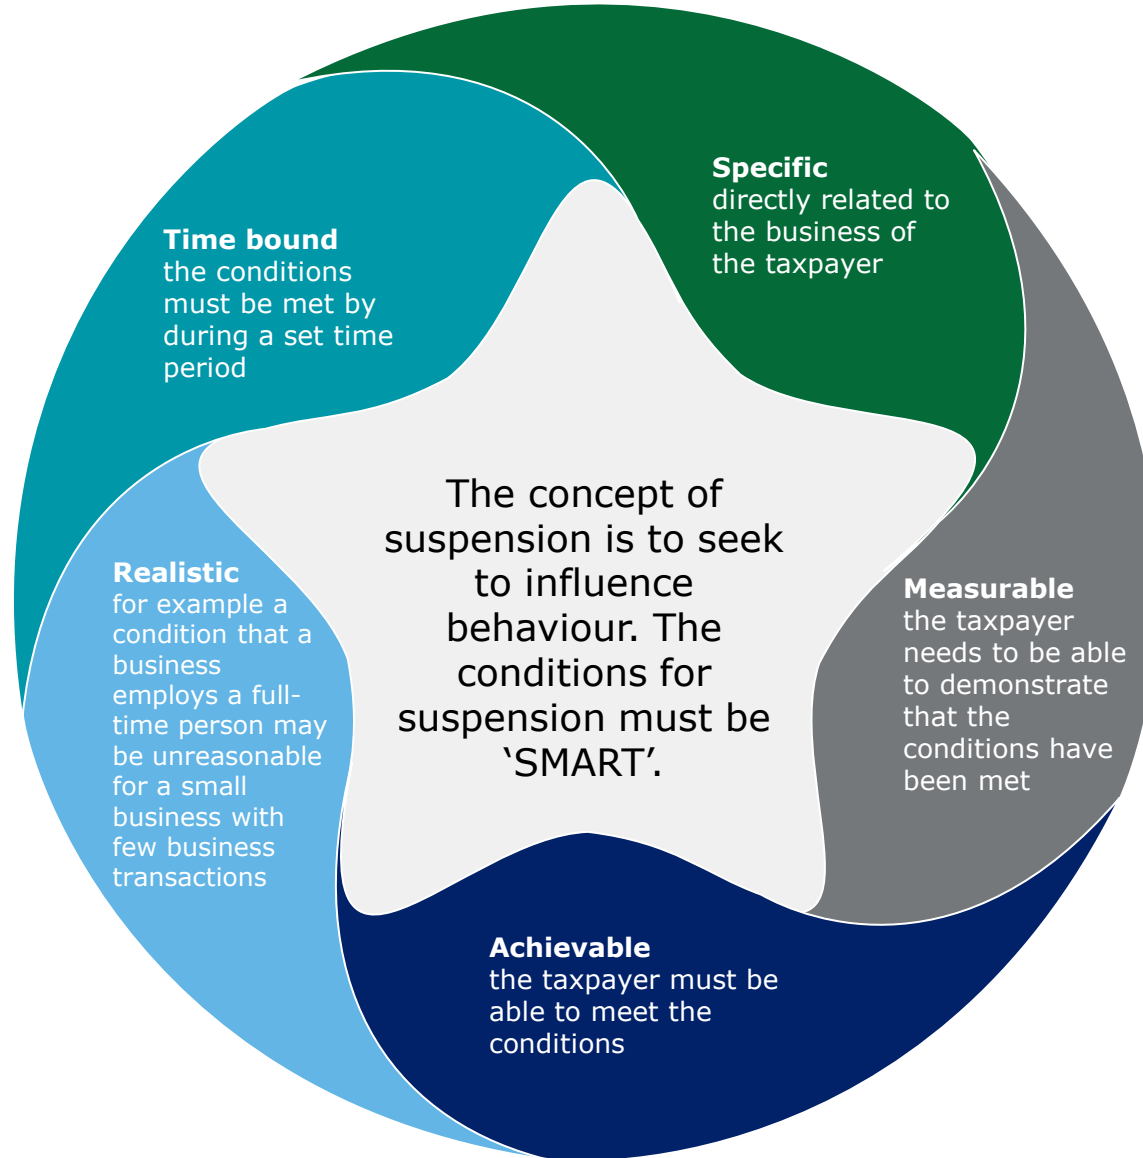 Specific
directly related to
the business of
the taxpayer
Measurable
the taxpayer
needs to be able
to demonstrate
that the
conditions have
been met
Achievable
the taxpayer must be
able to meet the
conditions
Realistic
for example a
condition that a
business
employs a full-
time person may
be unreasonable
for a small
business with
few business
transactions
Time bound
the conditions
must be met by
during a set time
period
The concept of
suspension is to seek
to influence
behaviour. The
conditions for
suspension must be
‘SMART’.